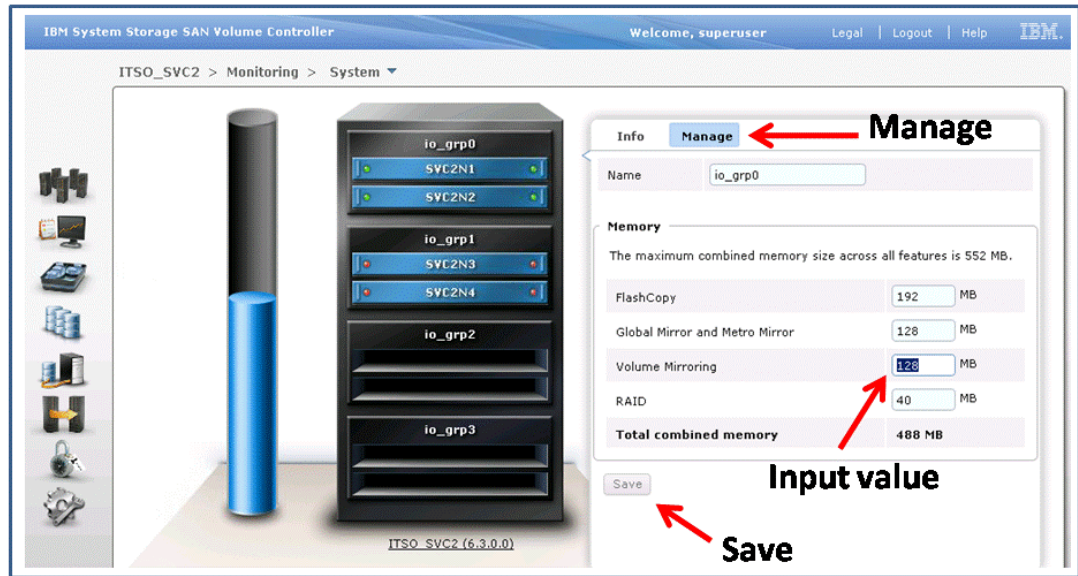 IBM System Storage SAN Volume Controller
Welcome, superuser
Legal | Logout | Help
IBM.
ITSO_SVC2 > Monitoring > System
io_grp0
SVC2N1
SVC2N2
io_grp1
SVC2N3
SVC2N4
io_grp2
io_grp3
ITSO_SVC2 (6.3.0.0)
Info
Manage
Manage
Name
io_grp0
Memory
The maximum combined memory size across all features is 552 MB.
FlashCopy 192 MB
Global Mirror and Metro Mirror 128 MB
Volume Mirroring 128 MB
RAID 40 MB
Total combined memory 488 MB
Input value
Save
Save